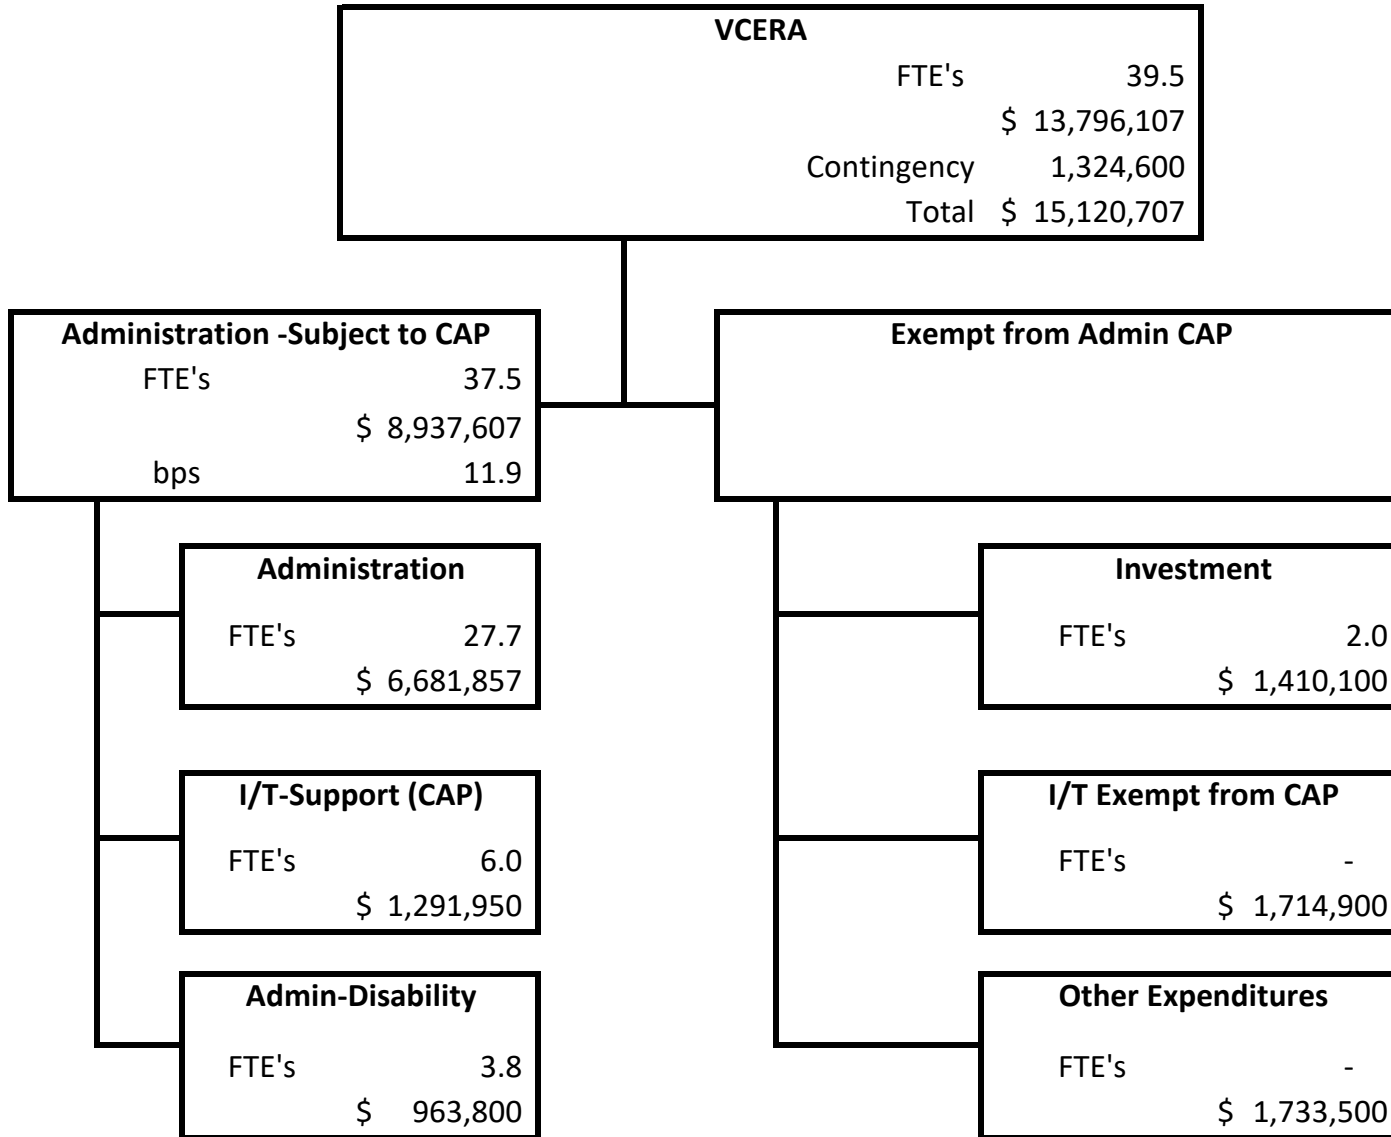 VCERA
FTE's 39.5
$ 13,796,107
Contingency 1,324,600
Total $ 15,120,707
Administration -Subject to CAP
FTE's 37.5
$ 8,937,607
bps 11.9
Exempt from Admin CAP
Administration
FTE's 27.7
$ 6,681,857
Investment
FTE's 2.0
$ 1,410,100
I/T-Support (CAP)
FTE's 6.0
$ 1,291,950
I/T Exempt from CAP
FTE's -
$ 1,714,900
Admin-Disability
FTE's 3.8
$ 963,800
Other Expenditures
FTE's -
$ 1,733,500